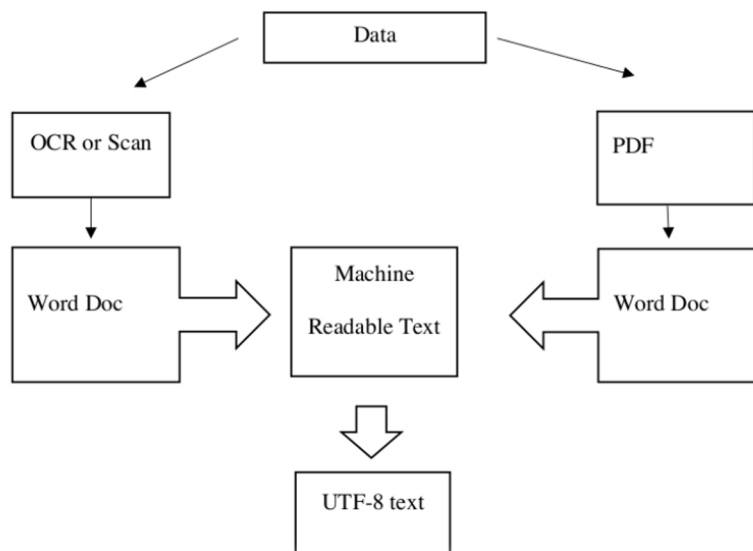 Data
OCR or Scan
PDF
Word Doc
Machine
Readable Text
Word Doc
UTF-8 text